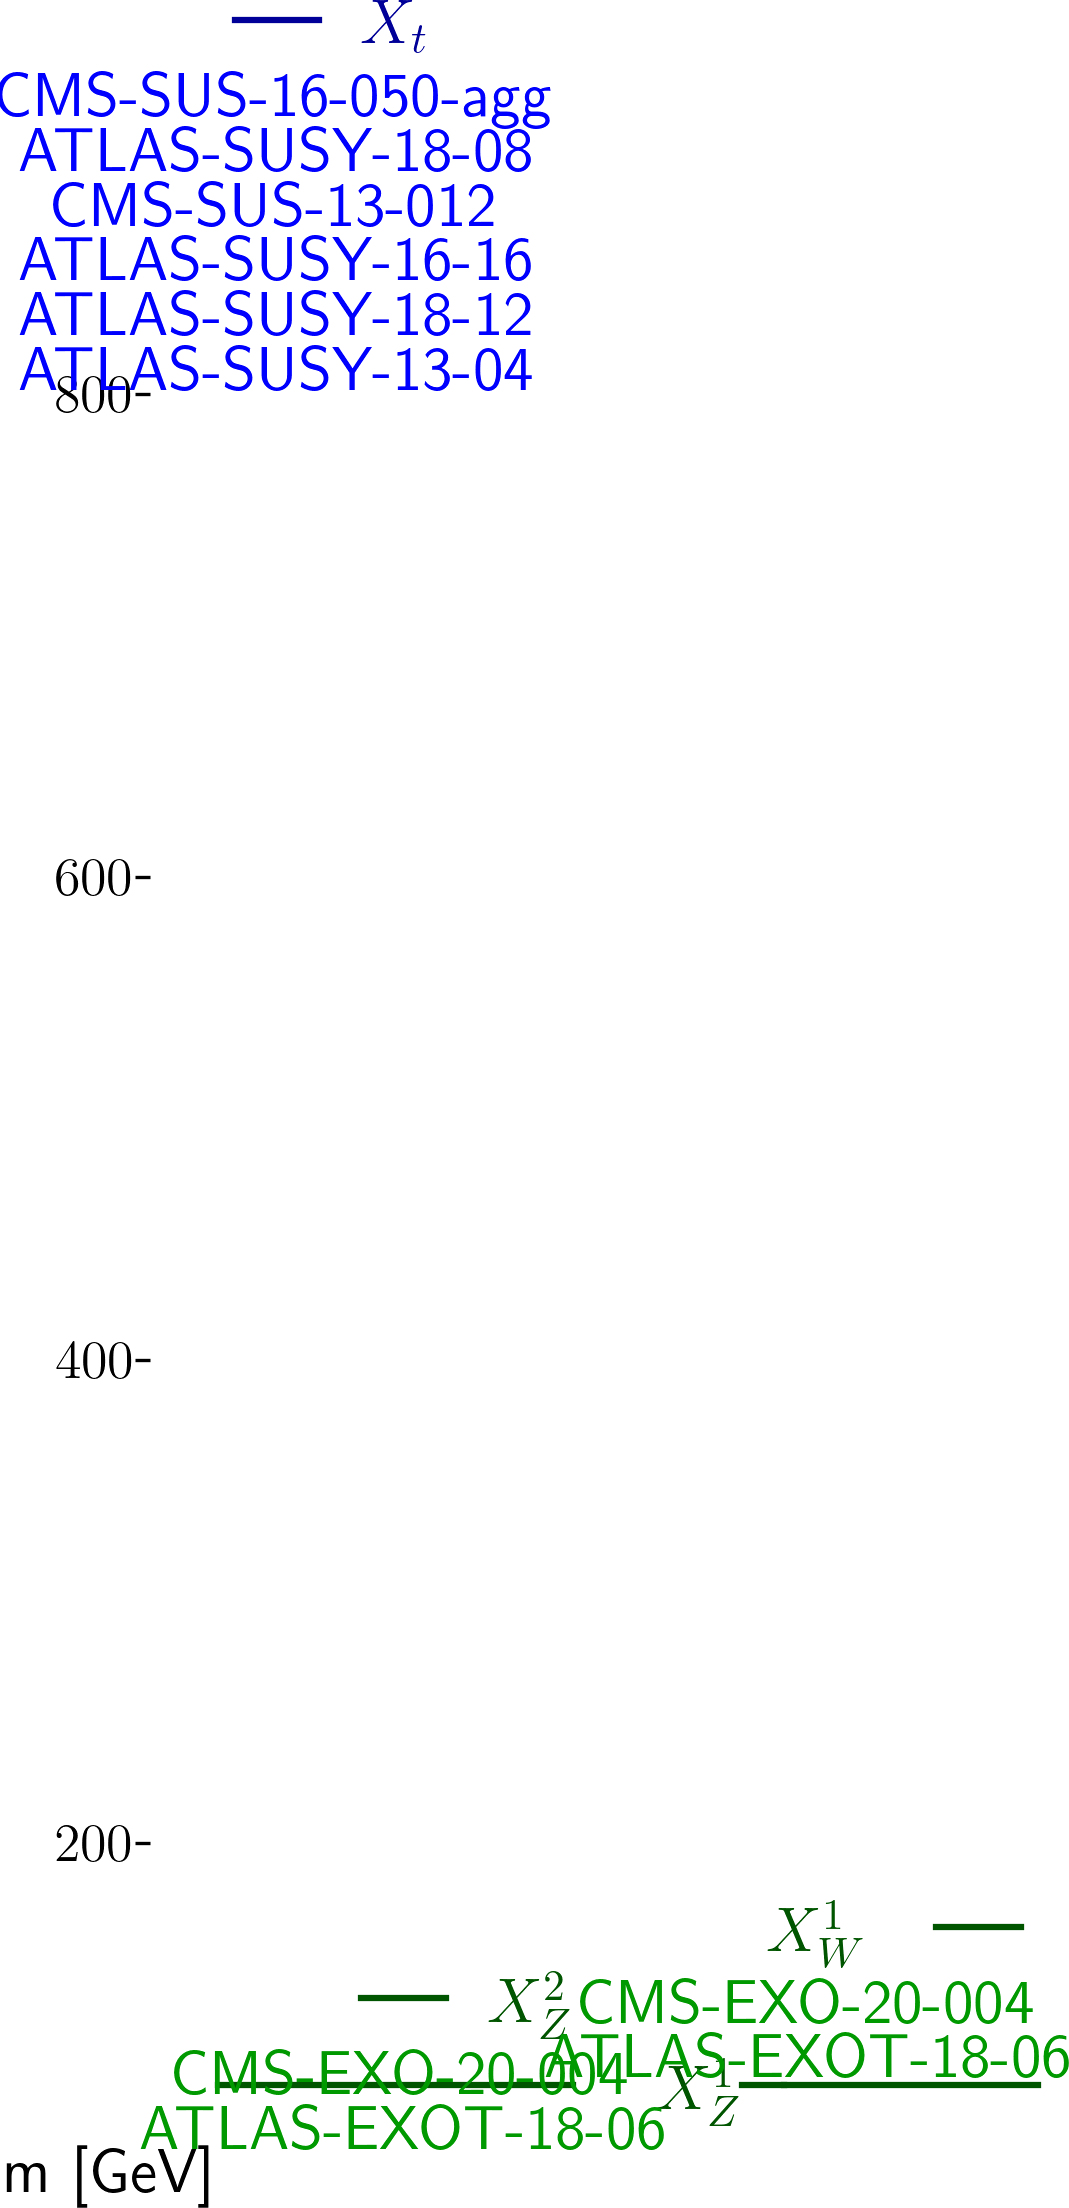 X_t
CMS-SUS-16-050-agg
ATLAS-SUSY-18-08
CMS-SUS-13-012
ATLAS-SUSY-16-16
ATLAS-SUSY-18-12
ATLAS-SUSY-13-04
800
600
400
200
X_W^1
X_Z^2
CMS-EXO-20-004
ATLAS-EXOT-18-06
X_Z^1
CMS-EXO-20-004
ATLAS-EXOT-18-06
m [GeV]